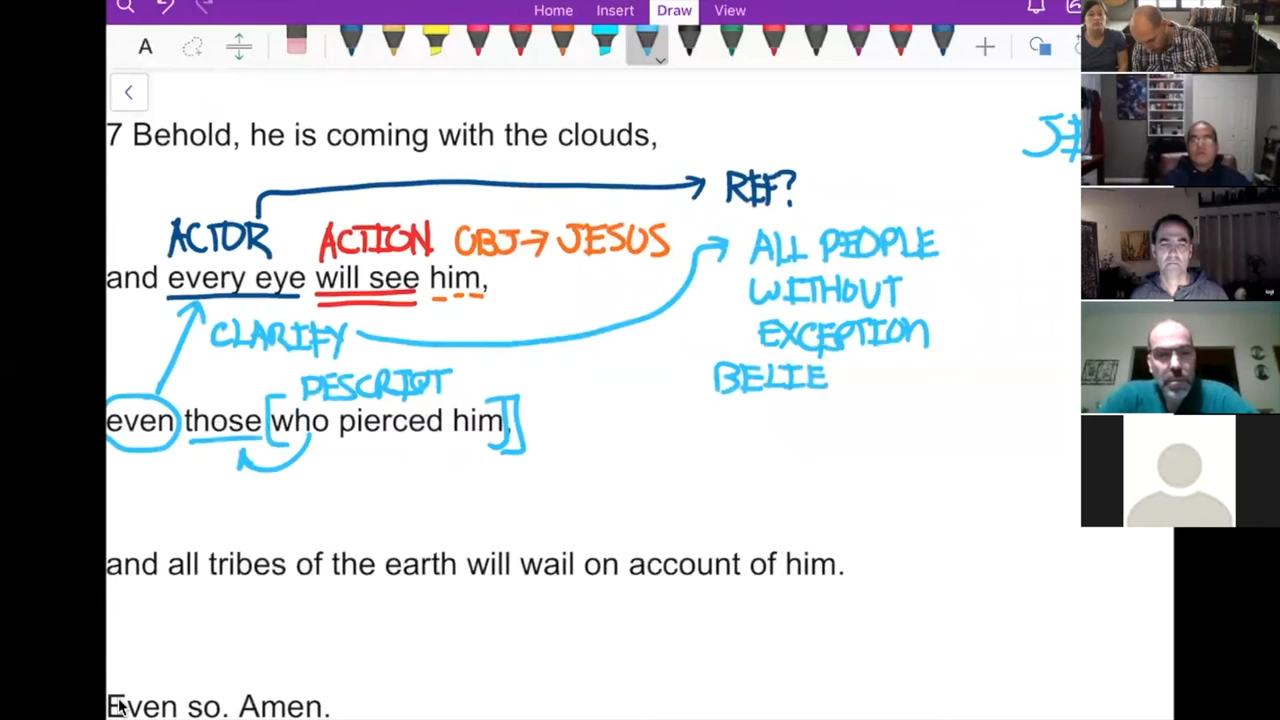 Home Insert Draw View
A
7 Behold, he is coming with the clouds,
REF?
ACTOR ACTION OBJ→JESUS
ALL PEOPLE
and every eye will see him,
WITHOUT
CLARIFY
EXCEPTION
DESCRIPT
BELIE
even those [who pierced him,]
and all tribes of the earth will wail on account of him.
Even so. Amen.